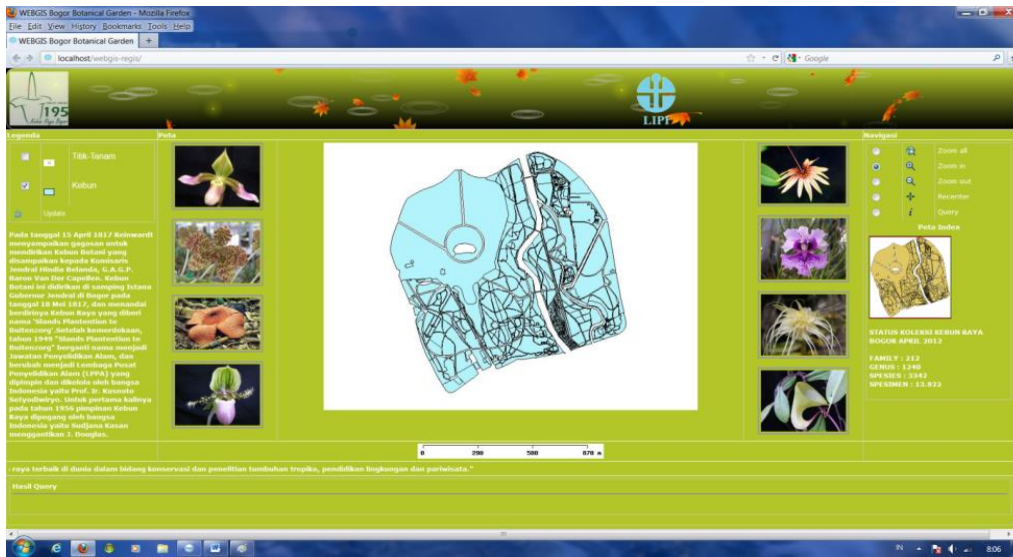 WEBGIS Bogor Botanical Garden - Mozilla Firefox
File Edit View History Bookmarks Tools Help
WEBGIS Bogor Botanical Garden +
localhost/webgis-regis/
Google
195
LIPI
Legenda
Titik-Tanam
Kebun
Update
Pada tanggal 15 April 1817 Reinwardt
menyampaikan gagasan untuk
mendirikan Kebun Botani yang
disampaikan kepada Komisaris
Jendral Hindia Belanda, G.A.G.P.
Baron Van Der Capellen. Kebun
Botani ini didirikan di samping Istana
Gubernur Jendral di Bogor pada
tanggal 18 Mei 1817, dan menandai
berdirinya Kebun Raya yang diberi
nama 'Slands Plantentiun te
Buitenzorg'.Setelah kemerdekaan,
tahun 1949 "Slands Plantentiun te
Buitenzorg" berganti nama menjadi
Jawatan Penyelidikan Alam, dan
berubah menjadi Lembaga Pusat
Penyelidikan Alam (LPPA) yang
dipimpin dan dikelola oleh bangsa
Indonesia yaitu Prof. Ir. Kusnoto
Setyodiwiryo. Untuk pertama kalinya
pada tahun 1956 pimpinan Kebun
Raya dipegang oleh bangsa
Indonesia yaitu Sudjana Kasan
menggantikan J. Douglas.
Peta
0 290 580 870 m
Navigasi
Zoom all
Zoom in
Zoom out
Recenter
Query
Peta Index
STATUS KOLEKSI KEBUN RAYA
BOGOR APRIL 2012
FAMILY : 212
GENUS : 1240
SPESIES : 3342
SPESIMEN : 13.822
raya terbaik di dunia dalam bidang konservasi dan penelitian tumbuhan tropika, pendidikan lingkungan dan pariwisata."
Hasil Query
IN
8:06